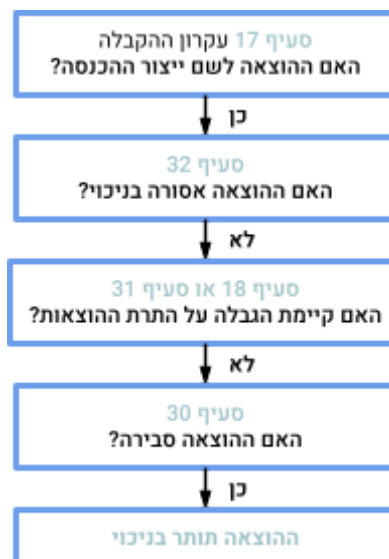 סעיף 17 עקרון ההקבלה
האם ההוצאה לשם ייצור ההכנסה?
כן
סעיף 32
האם ההוצאה אסורה בניכוי?
לא
סעיף 18 או סעיף 31
האם קיימת הגבלה על התרת ההוצאות?
לא
סעיף 30
האם ההוצאה סבירה?
כן
ההוצאה תותר בניכוי